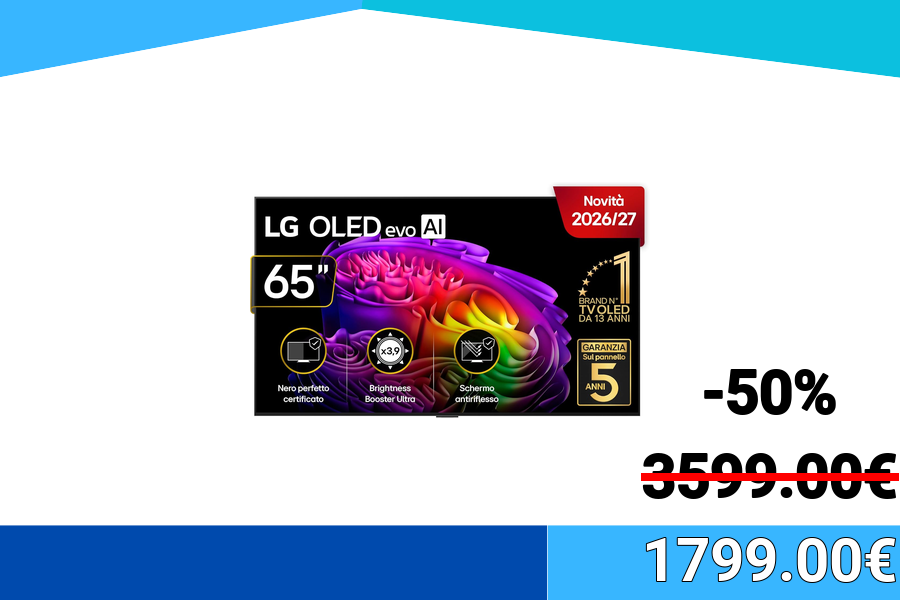 Novità
2026/27
LG OLED evo AI
65"
1
BRAND N°
TV OLED
DA 13 ANNI
x3,9
GARANZIA
Sul pannello
5
ANNI
Nero perfetto
certificato
Brightness
Booster Ultra
Schermo
antiriflesso
-50%
3599.00€
1799.00€